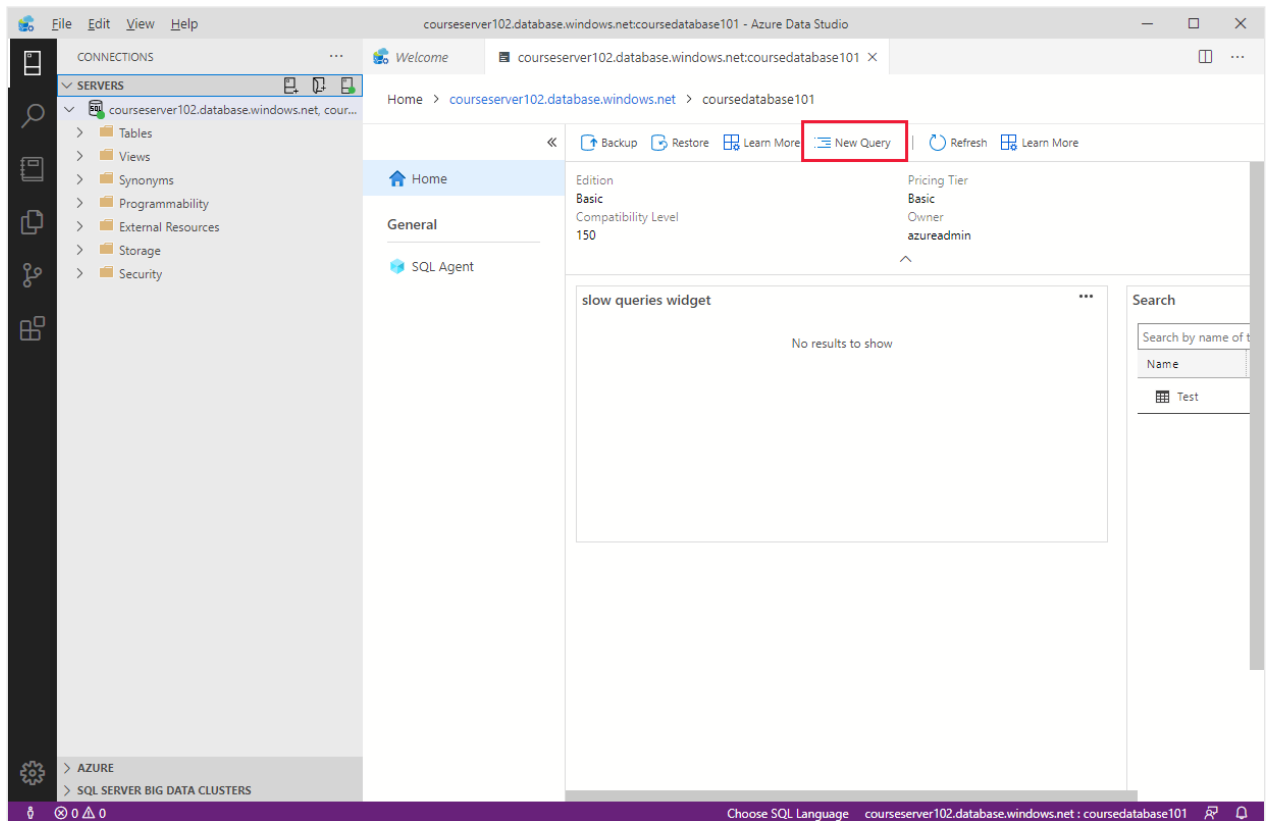 File Edit View Help
courseserver102.database.windows.net:coursedatabase101 - Azure Data Studio
CONNECTIONS
SERVERS
courseserver102.database.windows.net, cour...
Tables
Views
Synonyms
Programmability
External Resources
Storage
Security
AZURE
SQL SERVER BIG DATA CLUSTERS
Welcome
courseserver102.database.windows.net:coursedatabase101
Home > courseserver102.database.windows.net > coursedatabase101
Backup Restore Learn More New Query | Refresh Learn More
Home
General
SQL Agent
Edition
Basic
Compatibility Level
150
Pricing Tier
Basic
Owner
azureadmin
slow queries widget
No results to show
Search
Search by name of t
Name
Test
0 0
Choose SQL Language courseserver102.database.windows.net : coursedatabase101